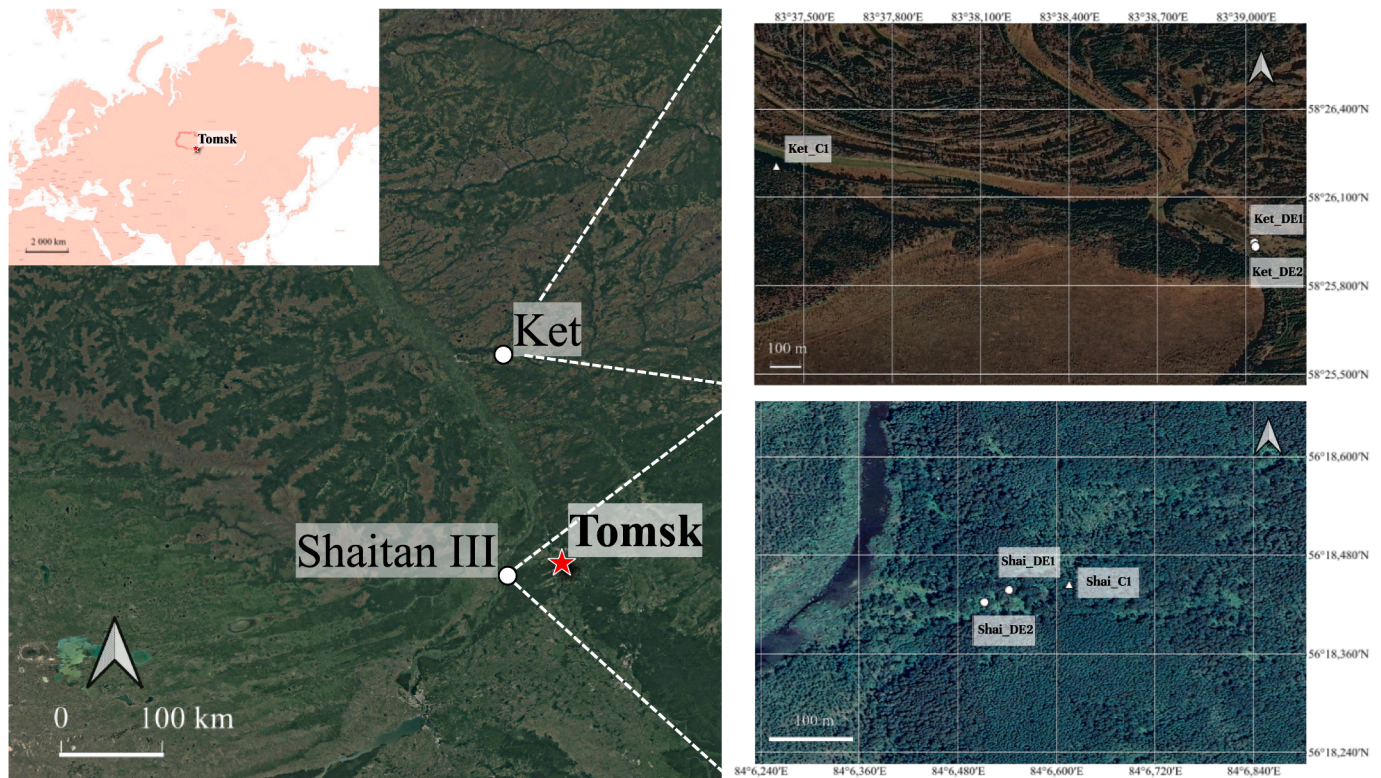 Tomsk
2 000 km
Ket
Shaitan III
Tomsk
0 100 km
83°37,500′E 83°37,800′E 83°38,100′E 83°38,400′E 83°38,700′E 83°39,000′E
58°26,400′N
Ket_C1
58°26,100′N
Ket_DE1
Ket_DE2
58°25,800′N
100 m
58°25,500′N
56°18,600′N
56°18,480′N
Shai_DE1
Shai_C1
Shai_DE2
56°18,360′N
100 m
56°18,240′N
84°6,240′E 84°6,360′E 84°6,480′E 84°6,600′E 84°6,720′E 84°6,840′E